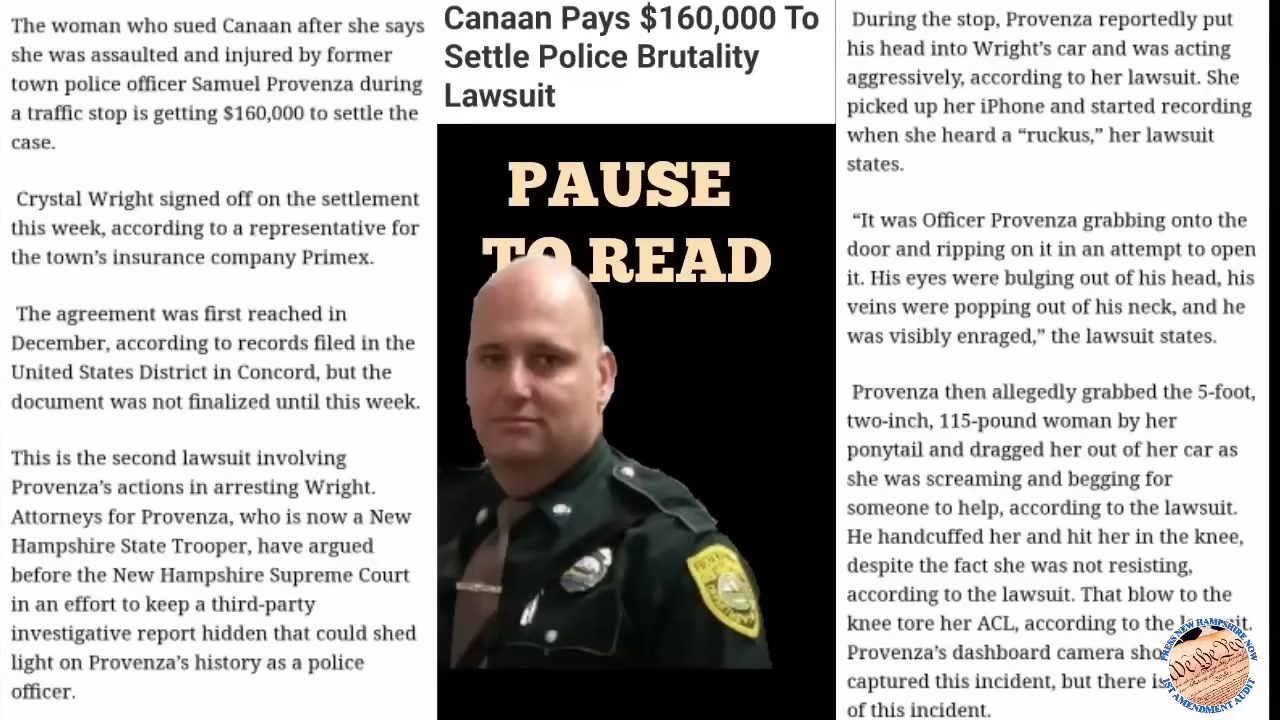 The woman who sued Canaan after she says
she was assaulted and injured by former
town police officer Samuel Provenza during
a traffic stop is getting $160,000 to settle the
case.
Crystal Wright signed off on the settlement
this week, according to a representative for
the town’s insurance company Primex.
The agreement was first reached in
December, according to records filed in the
United States District in Concord, but the
document was not finalized until this week.
This is the second lawsuit involving
Provenza’s actions in arresting Wright.
Attorneys for Provenza, who is now a New
Hampshire State Trooper, have argued
before the New Hampshire Supreme Court
in an effort to keep a third-party
investigative report hidden that could shed
light on Provenza’s history as a police
officer.
Canaan Pays $160,000 To
Settle Police Brutality
Lawsuit
PAUSE
TO READ
During the stop, Provenza reportedly put
his head into Wright’s car and was acting
aggressively, according to her lawsuit. She
picked up her iPhone and started recording
when she heard a “ruckus,” her lawsuit
states.
“It was Officer Provenza grabbing onto the
door and ripping on it in an attempt to open
it. His eyes were bulging out of his head, his
veins were popping out of his neck, and he
was visibly enraged,” the lawsuit states.
Provenza then allegedly grabbed the 5-foot,
two-inch, 115-pound woman by her
ponytail and dragged her out of her car as
she was screaming and begging for
someone to help, according to the lawsuit.
He handcuffed her and hit her in the knee,
despite the fact she was not resisting,
according to the lawsuit. That blow to the
knee tore her ACL, according to the
Provenza’s dashboard camera
captured this incident, but there is
of this incident.
PRESS NEW HAMPSHIRE NOW
We The Peo
1ST AMENDMENT AUDIT